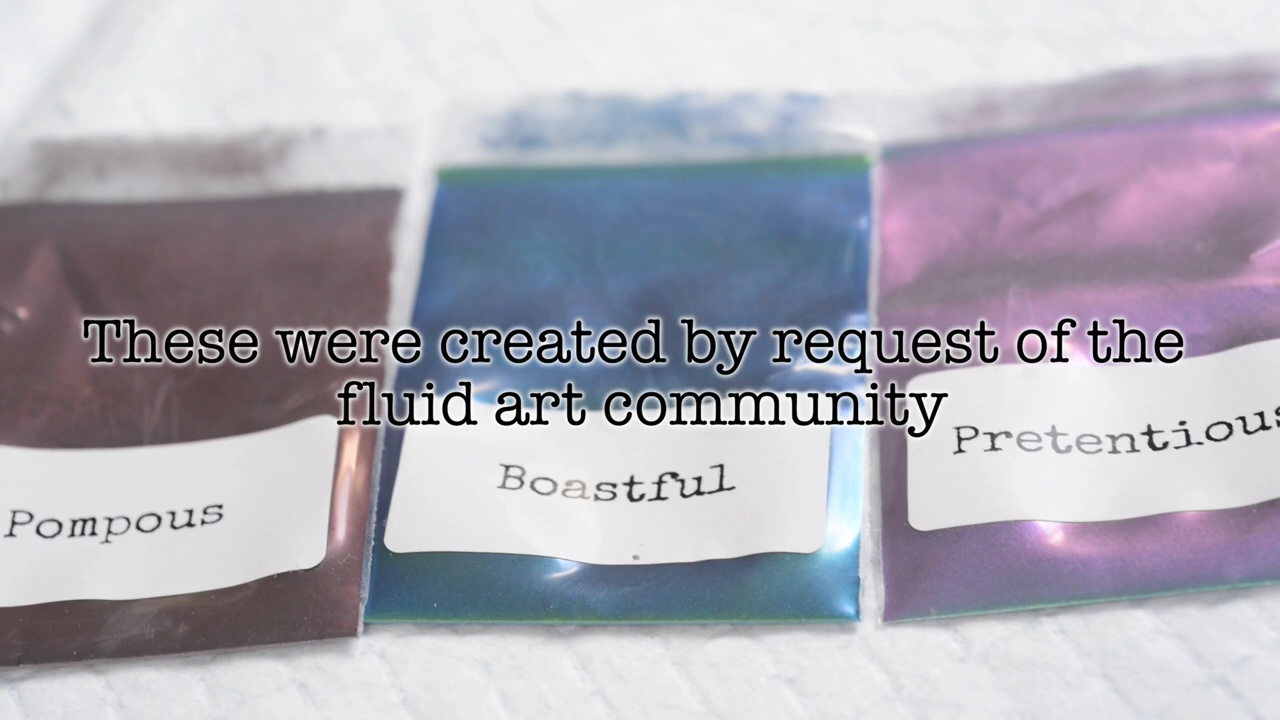 These were created by request of the
fluid art community
Pompous
Boastful
Pretentious